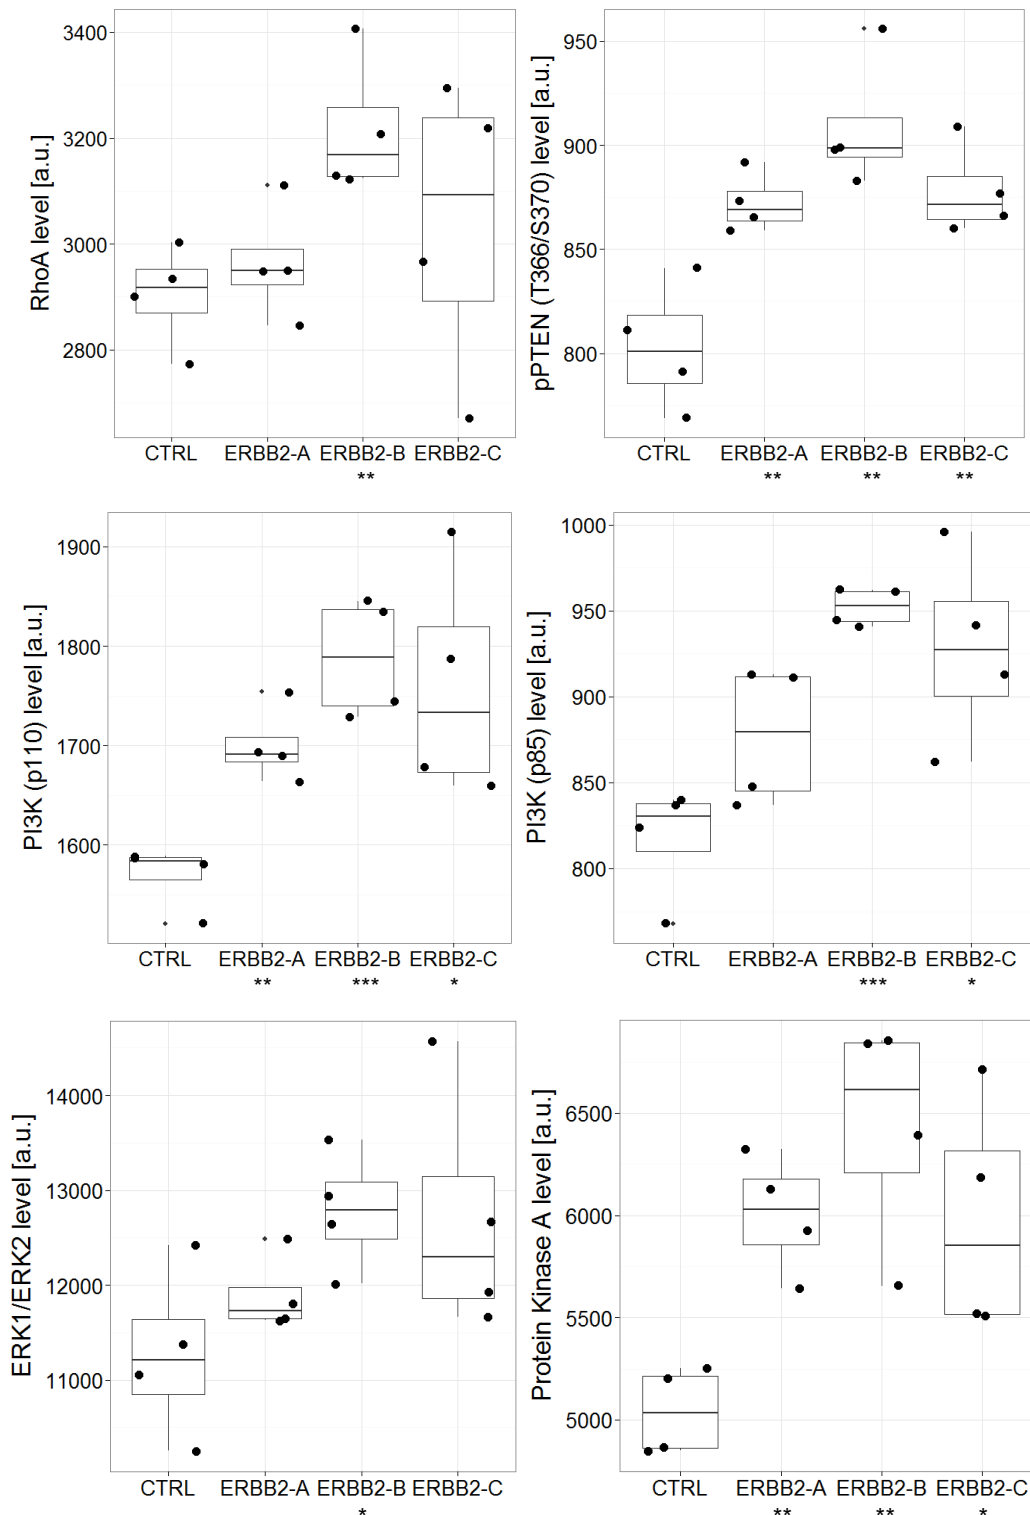 RhoA level [a.u.]
3400
3200
3000
2800
CTRL ERBB2-A ERBB2-B ERBB2-C
**
pPTEN (T366/S370) level [a.u.]
950
900
850
800
CTRL ERBB2-A ERBB2-B ERBB2-C
** ** **
PI3K (p110) level [a.u.]
1900
1800
1700
1600
CTRL ERBB2-A ERBB2-B ERBB2-C
** *** *
PI3K (p85) level [a.u.]
1000
950
900
850
800
CTRL ERBB2-A ERBB2-B ERBB2-C
*** *
ERK1/ERK2 level [a.u.]
14000
13000
12000
11000
CTRL ERBB2-A ERBB2-B ERBB2-C
*
Protein Kinase A level [a.u.]
6500
6000
5500
5000
CTRL ERBB2-A ERBB2-B ERBB2-C
** ** *